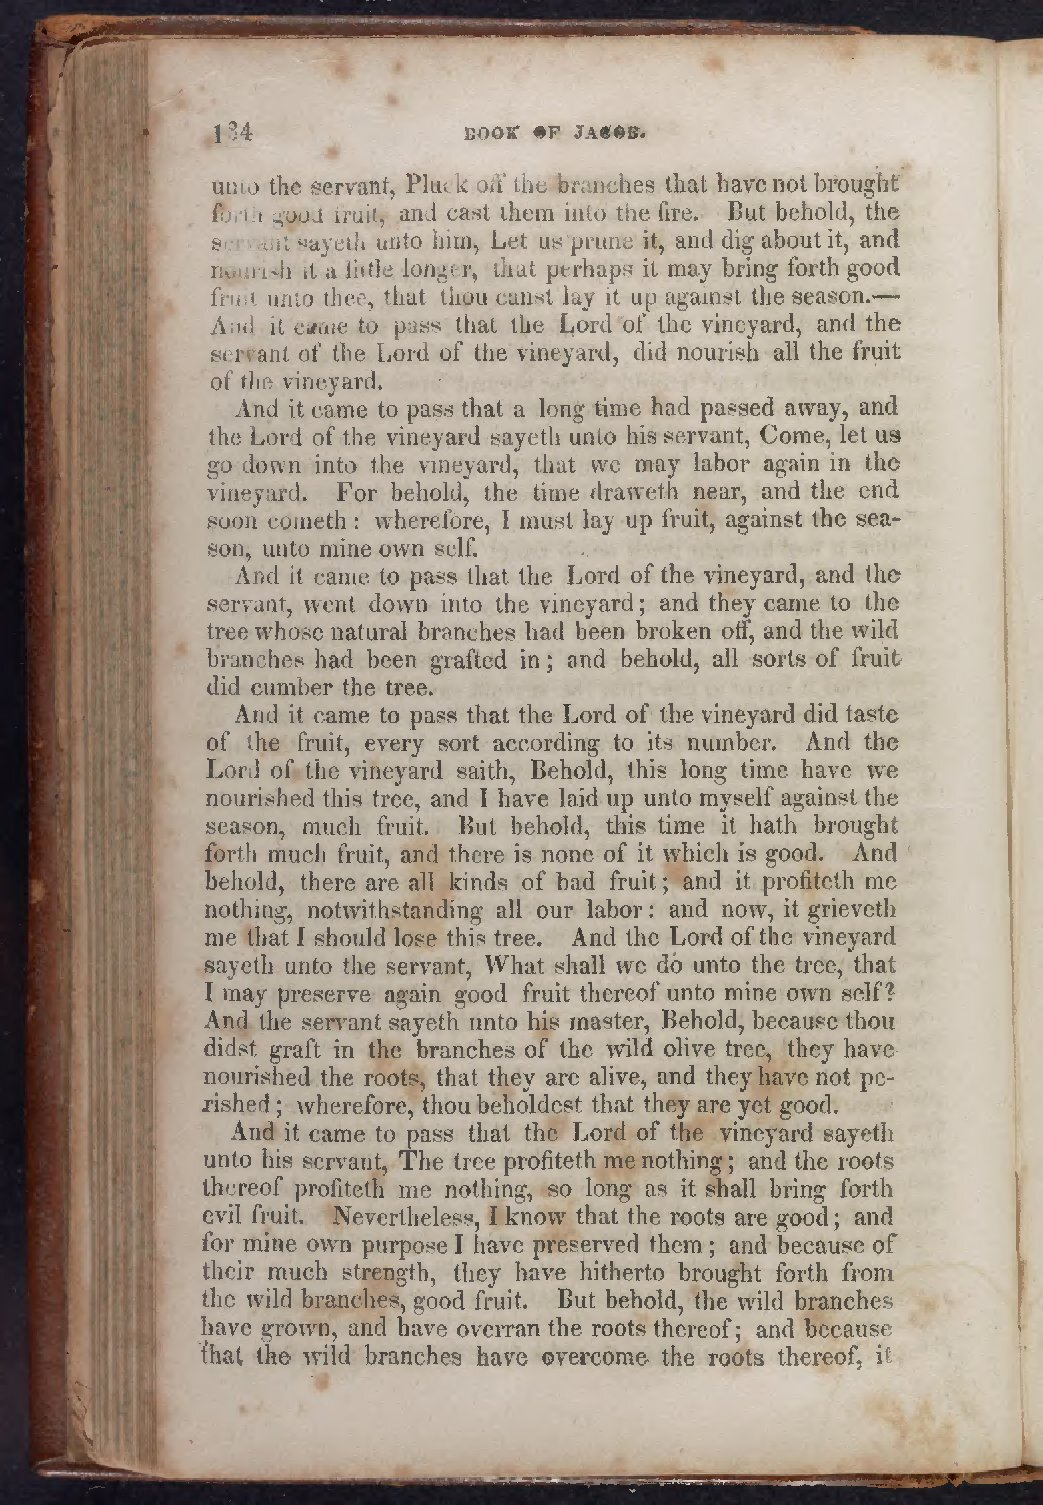 134 BOOK OF JACOB.
unto the servant, Pluck off the branches that have not brought
forth good fruit, and cast them into the fire. But behold, the
servant sayeth unto him, Let us prune it, and dig about it, and
nourish it a little longer, that perhaps it may bring forth good
fruit unto thee, that thou canst lay it up against the season.—
And it came to pass that the Lord of the vineyard, and the
servant of the Lord of the vineyard, did nourish all the fruit
of the vineyard.
And it came to pass that a long time had passed away, and
the Lord of the vineyard sayeth unto his servant, Come, let us
go down into the vineyard, that we may labor again in the
vineyard. For behold, the time draweth near, and the end
soon cometh: wherefore, I must lay up fruit, against the sea-
son, unto mine own self.
And it came to pass that the Lord of the vineyard, and the
servant, went down into the vineyard; and they came to the
tree whose natural branches had been broken off, and the wild
branches had been grafted in; and behold, all sorts of fruit
did cumber the tree.
And it came to pass that the Lord of the vineyard did taste
of the fruit, every sort according to its number. And the
Lord of the vineyard saith, Behold, this long time have we
nourished this tree, and I have laid up unto myself against the
season, much fruit. But behold, this time it hath brought
forth much fruit, and there is none of it which is good. And
behold, there are all kinds of bad fruit; and it profiteth me
nothing, notwithstanding all our labor: and now, it grieveth
me that I should lose this tree. And the Lord of the vineyard
sayeth unto the servant, What shall we do unto the tree, that
I may preserve again good fruit thereof unto mine own self?
And the servant sayeth unto his master, Behold, because thou
didst graft in the branches of the wild olive tree, they have
nourished the roots, that they are alive, and they have not pe-
rished; wherefore, thou beholdest that they are yet good.
And it came to pass that the Lord of the vineyard sayeth
unto his servant, The tree profiteth me nothing; and the roots
thereof profiteth me nothing, so long as it shall bring forth
evil fruit. Nevertheless, I know that the roots are good; and
for mine own purpose I have preserved them; and because of
their much strength, they have hitherto brought forth from
the wild branches, good fruit. But behold, the wild branches
have grown, and have overran the roots thereof; and because
that the wild branches have overcome the roots thereof, it